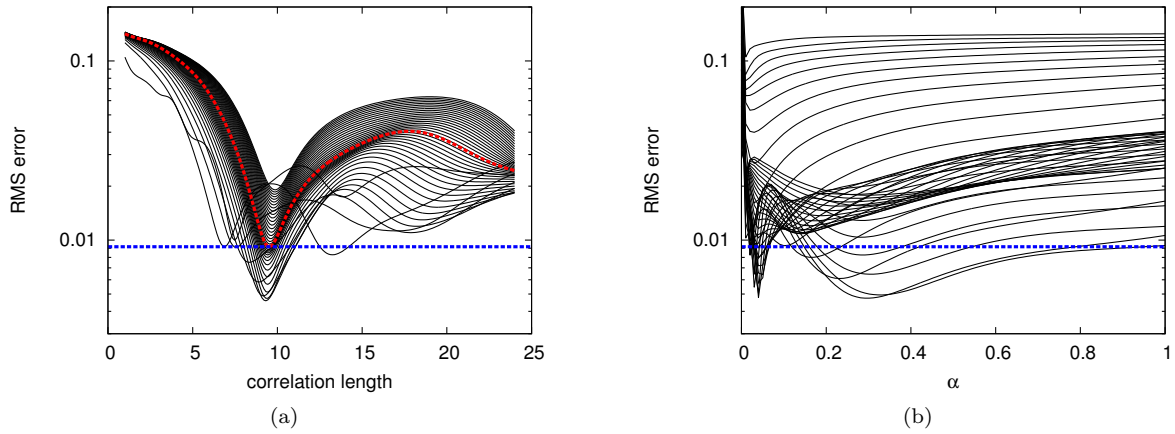 RMS error
0.1
0.01
0 5 10 15 20 25
correlation length
(a)
RMS error
0.1
0.01
0 0.2 0.4 0.6 0.8 1
α
(b)